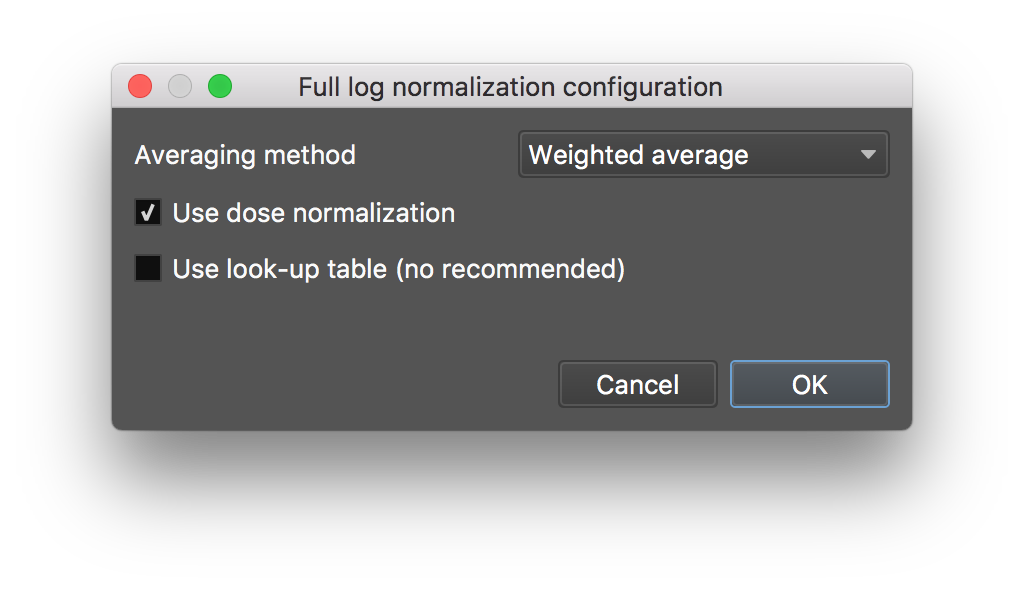 Full log normalization configuration
Averaging method Weighted average
Use dose normalization
Use look-up table (no recommended)
Cancel OK